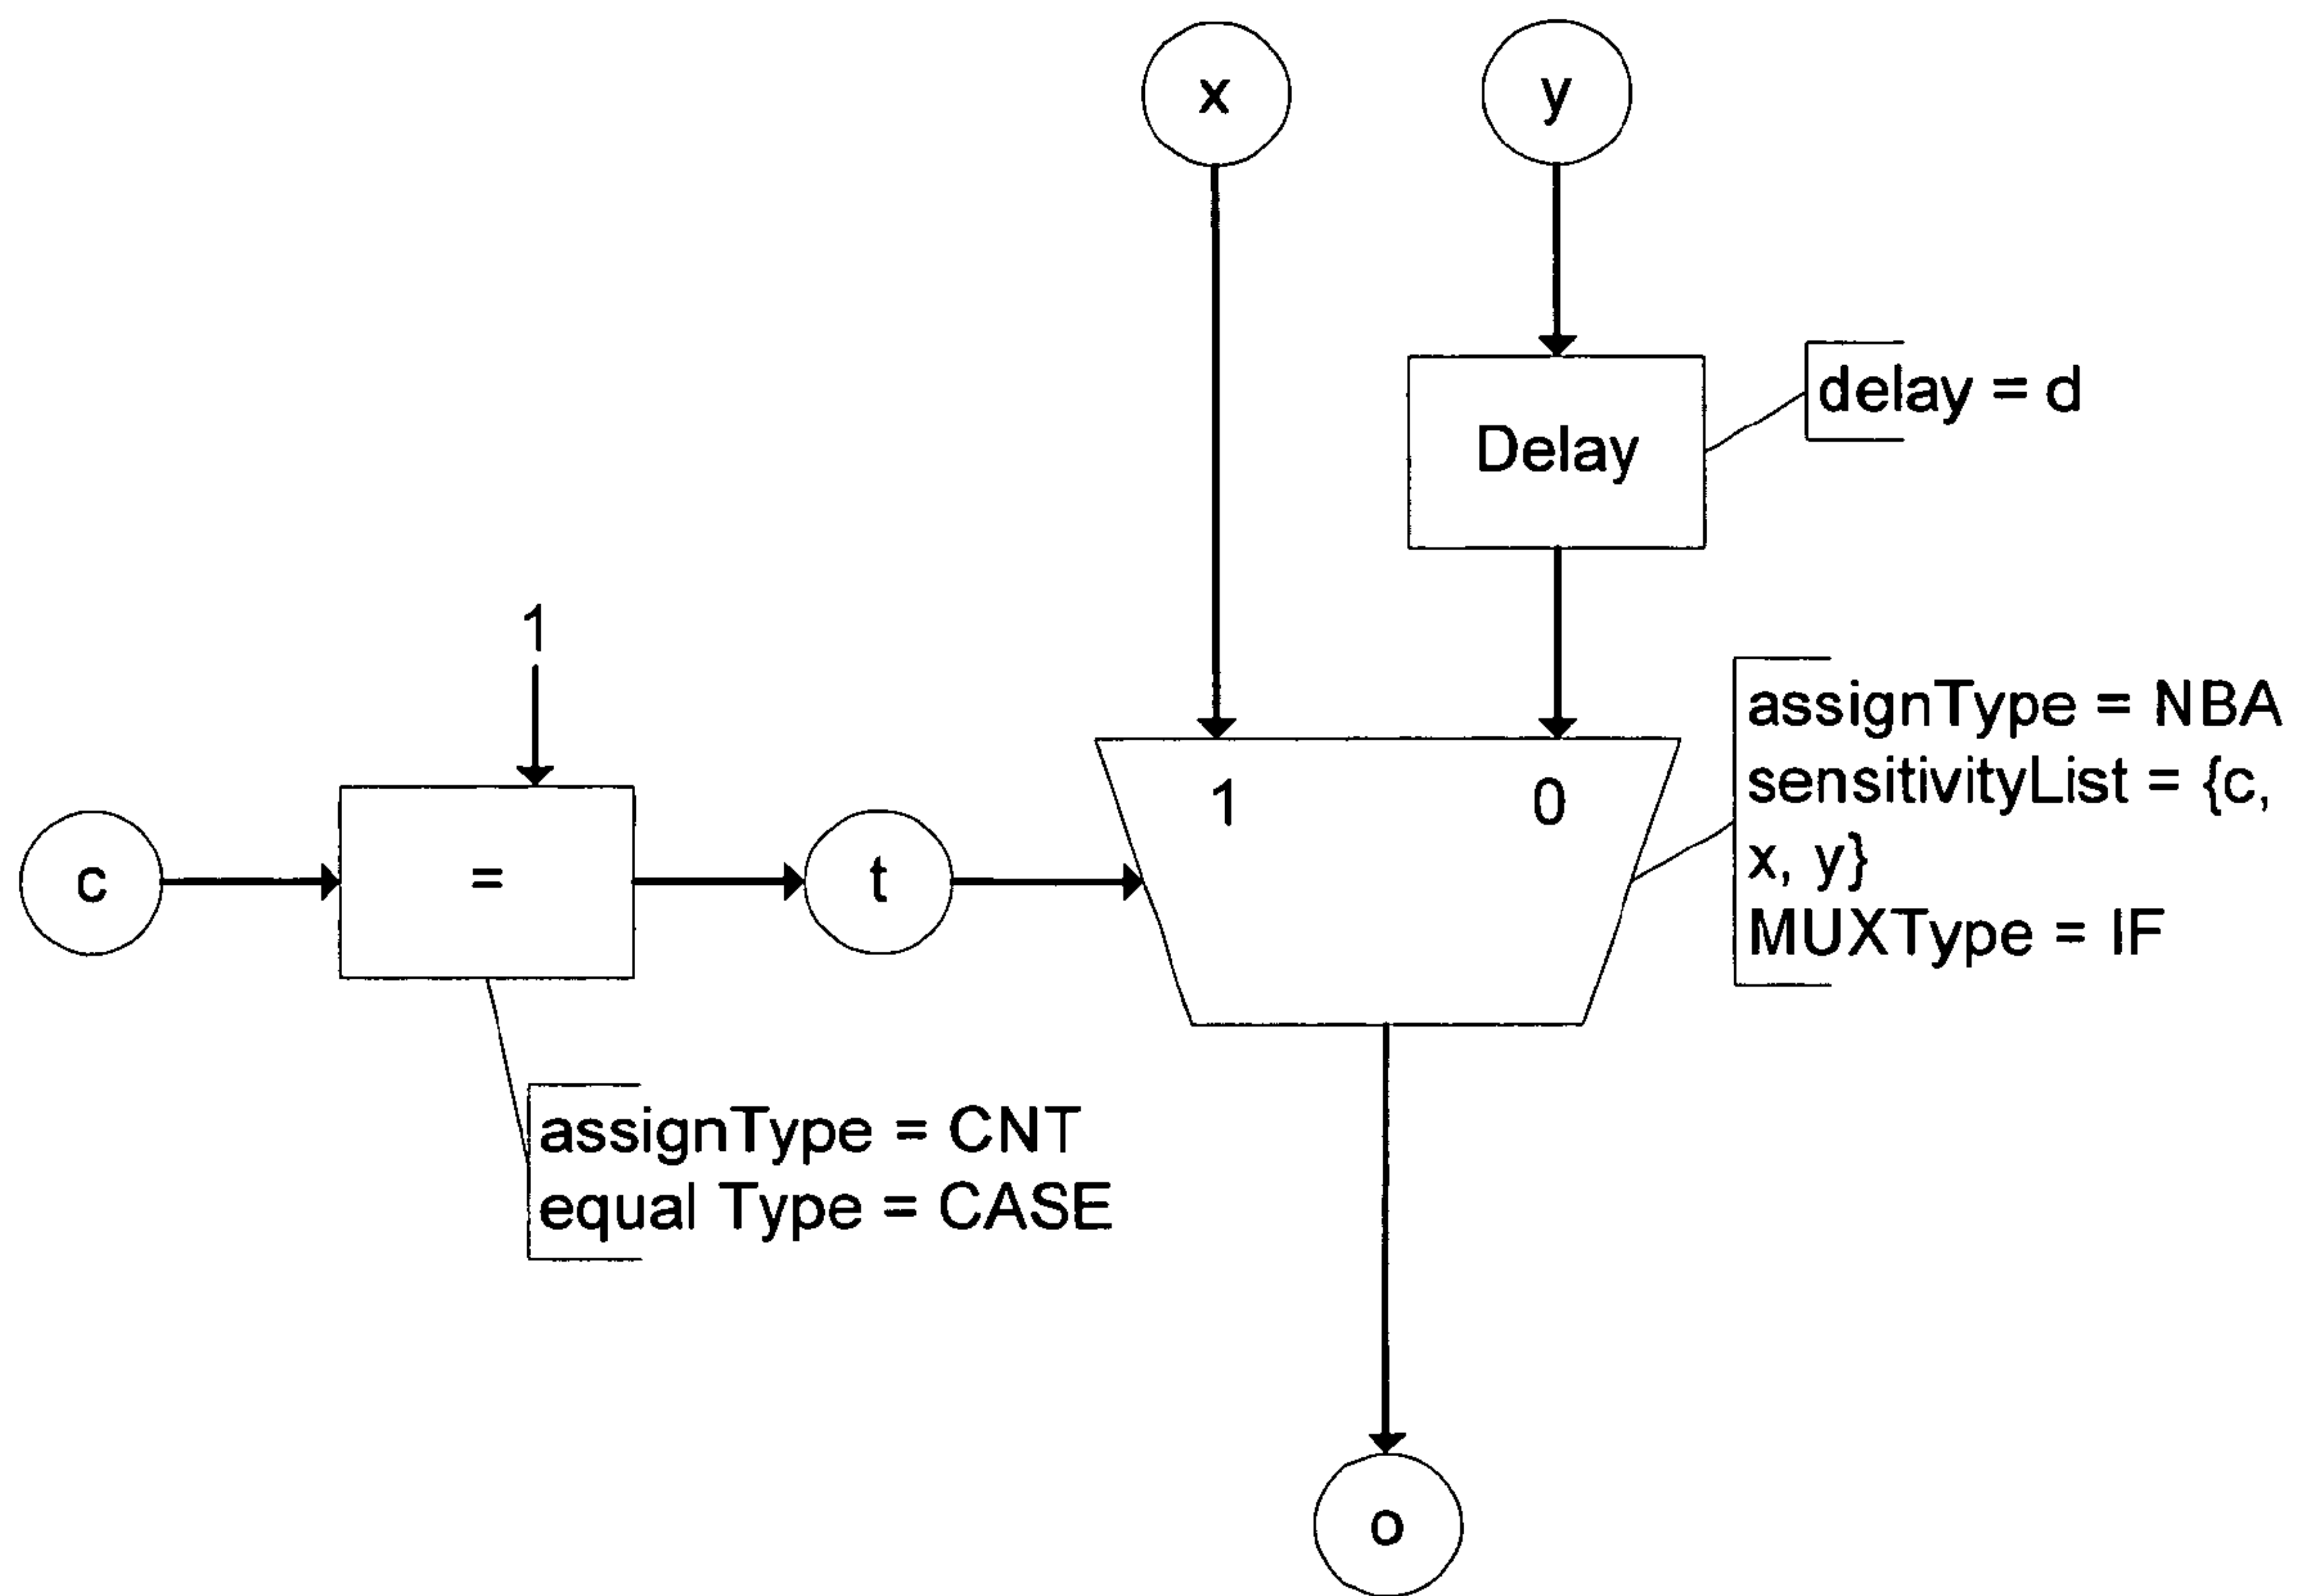 x
y
delay = d
Delay
1
assignType = NBA
1
0
sensitivityList = {c,
x, y}
c
=
t
MUXType = IF
assignType = CNT
equal Type = CASE
o